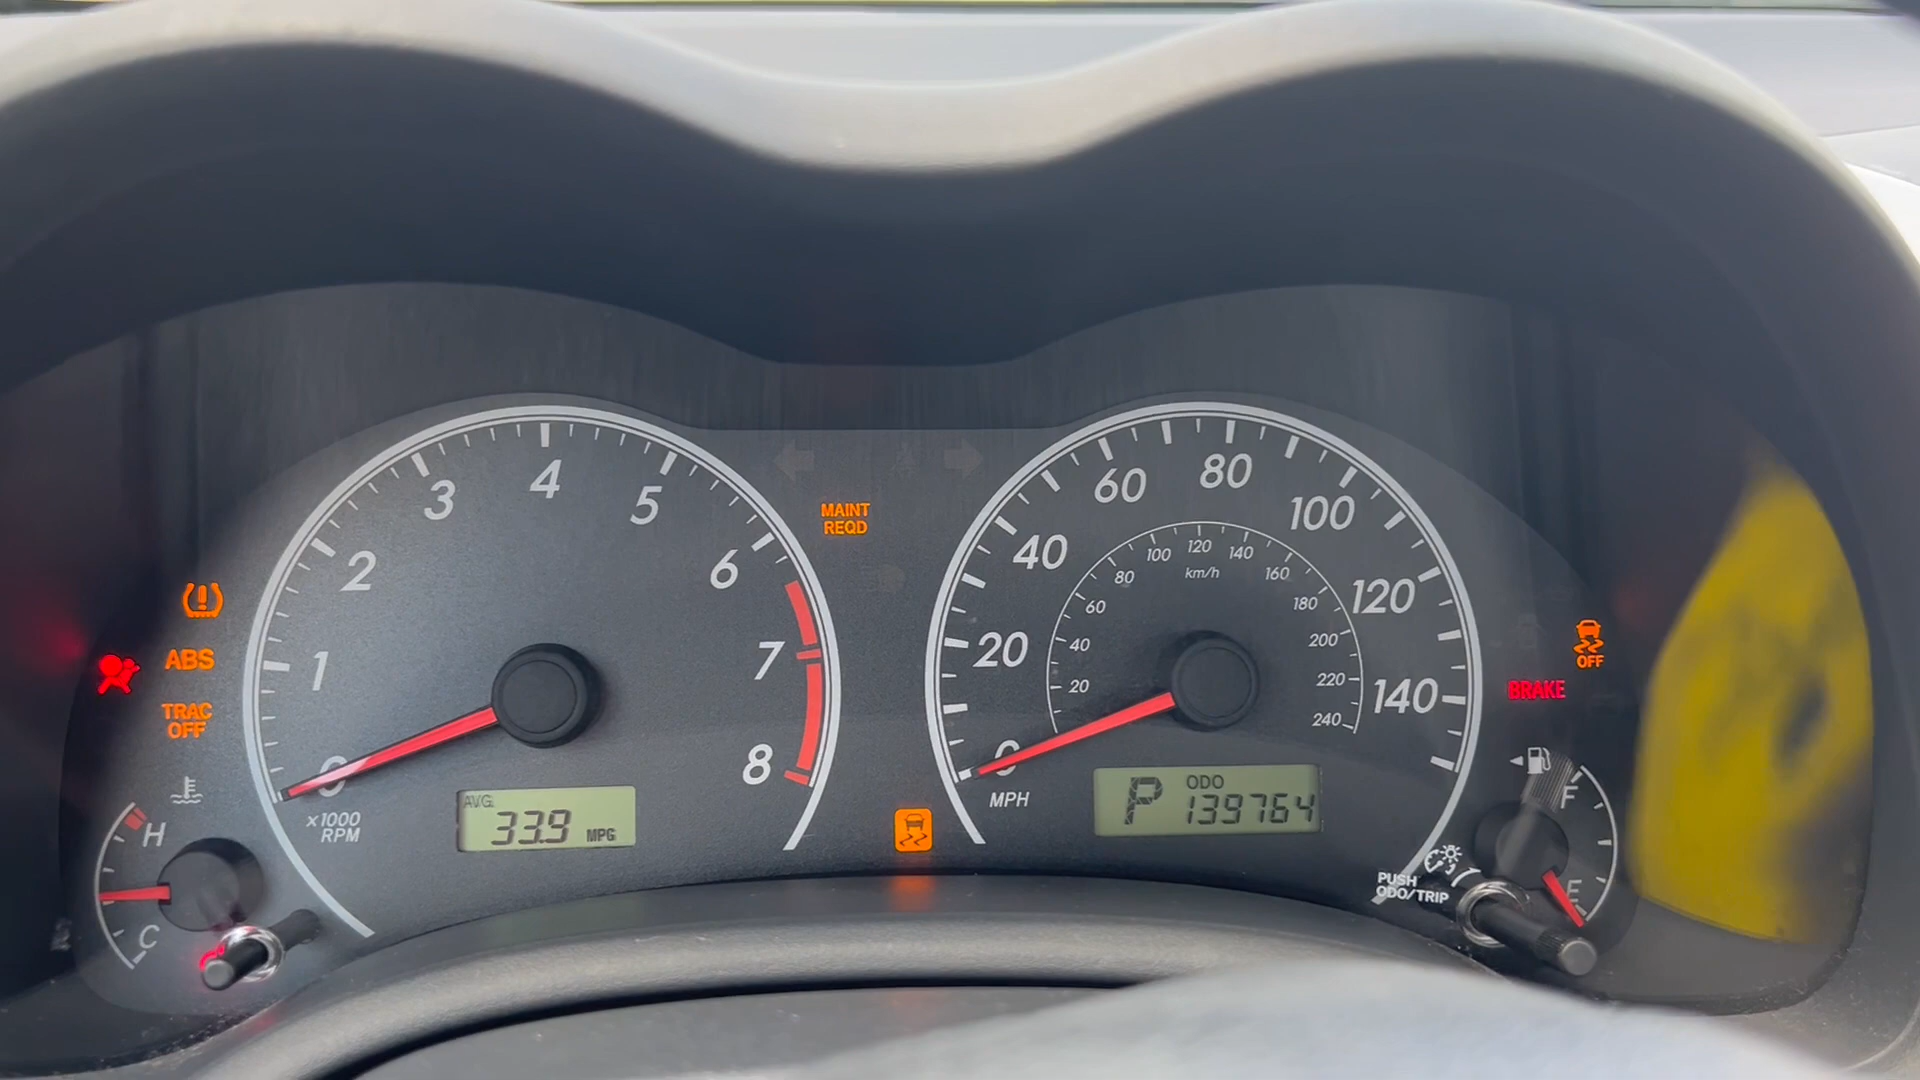 4
3
5
2
6
1
7
0
8
x1000
RPM
MAINT
REQD
ABS
TRAC
OFF
H
C
AVG.
33.9 MPG
80
60
100
40
120
20
140
0
MPH
120
100
140
80
km/h
160
60
180
40
200
20
220
240
P ODO
139764
OFF
BRAKE
F
E
PUSH
ODO/TRIP